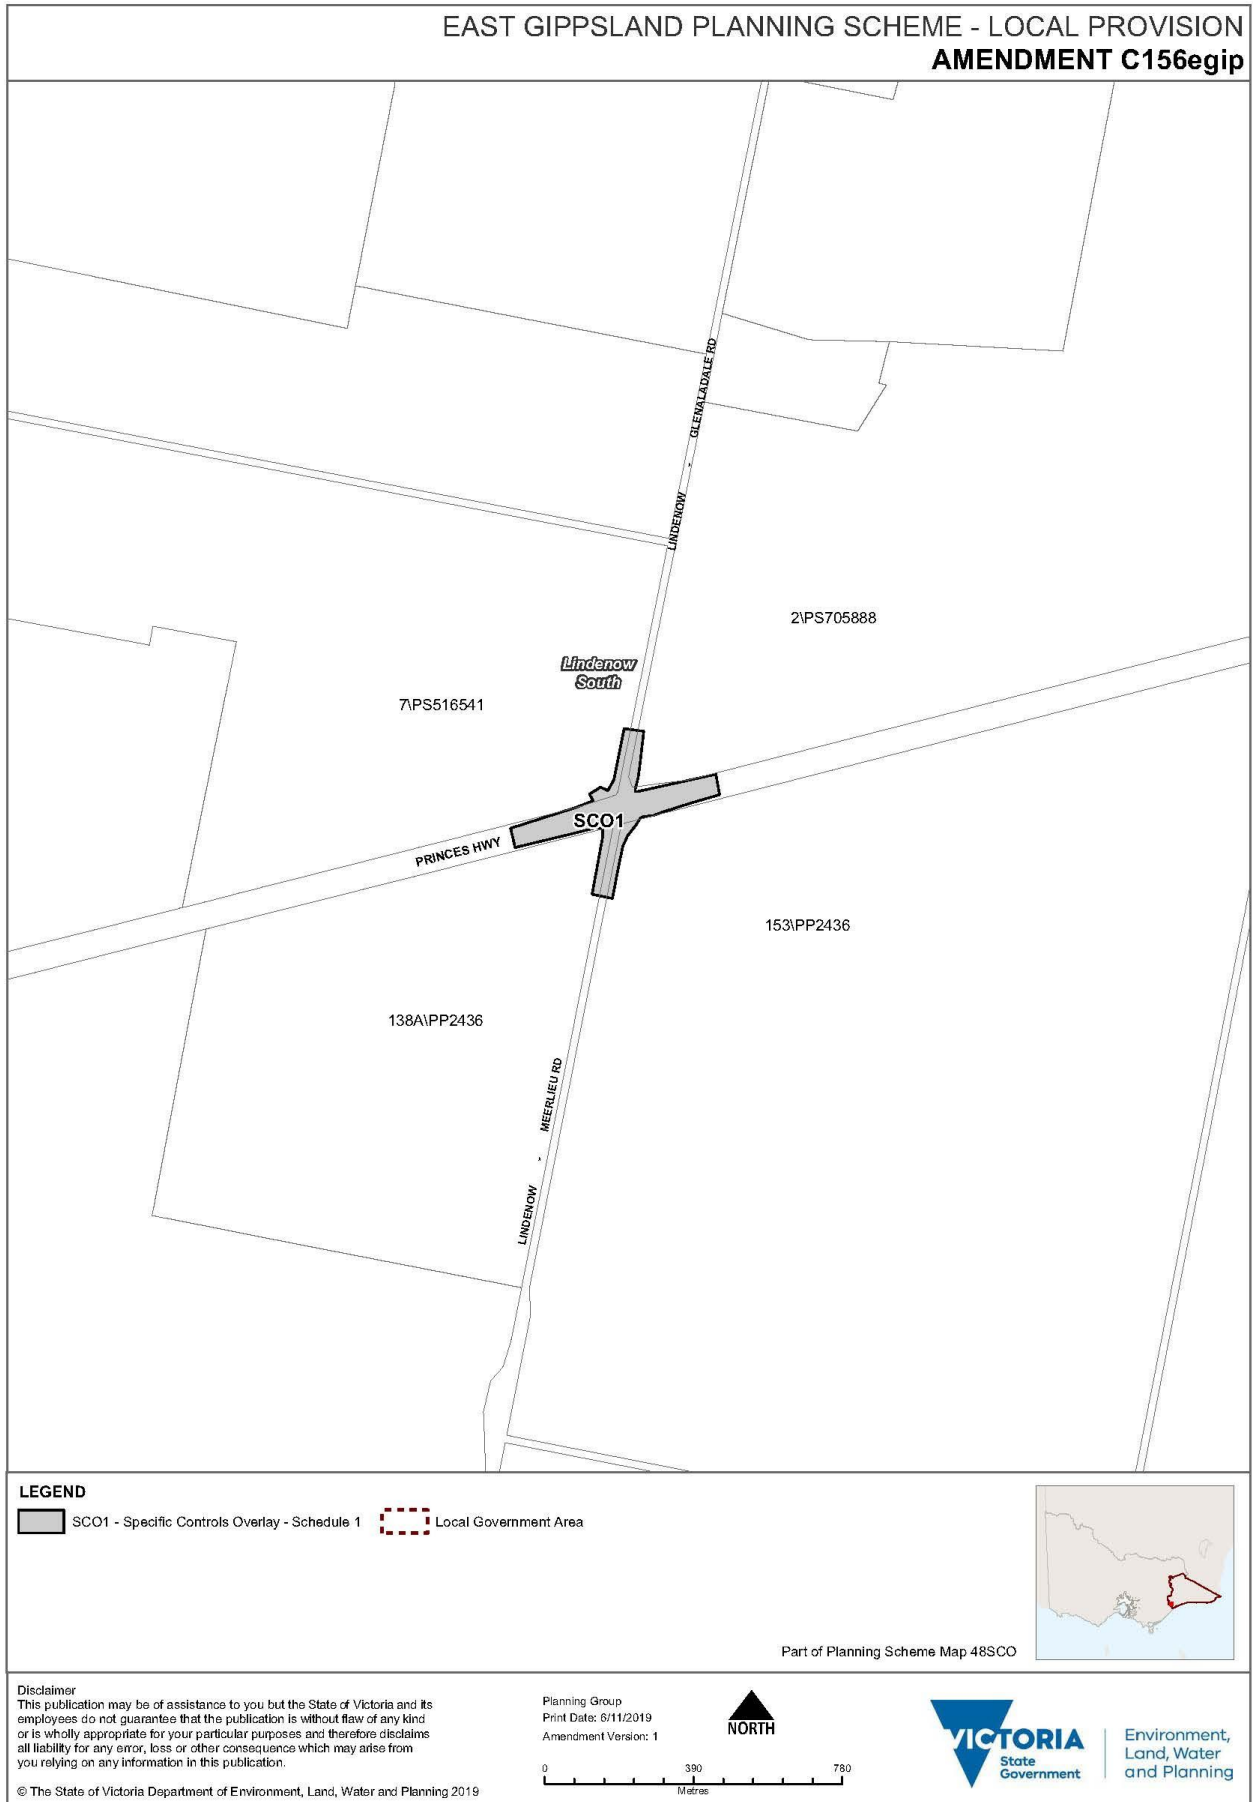 EAST GIPPSLAND PLANNING SCHEME - LOCAL PROVISION
AMENDMENT C156egip
GLENALADALE RD
-
LINDENOW
2\PS705888
Lindenow
South
7\PS516541
SCO1
PRINCES HWY
153\PP2436
138A\PP2436
MEERLIEU RD
-
LINDENOW
LEGEND
SCO1 - Specific Controls Overlay - Schedule 1
Local Government Area
Part of Planning Scheme Map 48SCO
Disclaimer
This publication may be of assistance to you but the State of Victoria and its
employees do not guarantee that the publication is without flaw of any kind
or is wholly appropriate for your particular purposes and therefore disclaims
all liability for any error, loss or other consequence which may arise from
you relying on any information in this publication.
© The State of Victoria Department of Environment, Land, Water and Planning 2019
Planning Group
Print Date: 6/11/2019
Amendment Version: 1
NORTH
0 390 780
Metres
VICTORIA
State
Government
Environment,
Land, Water
and Planning